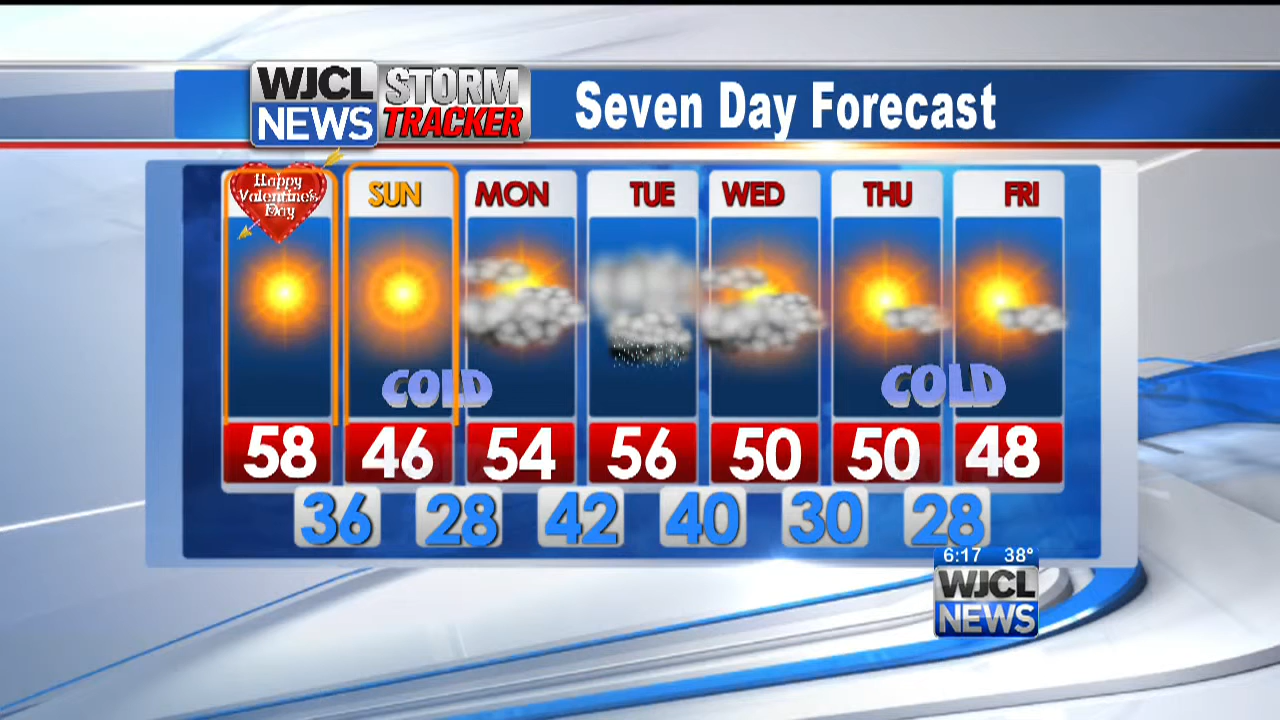 WJCL STORM
NEWS TRACKER
Seven Day Forecast
Happy
Valentine's
Day
SUN MON TUE WED THU FRI
COLD COLD
58 46 54 56 50 50 48
36 28 42 40 30 28
6:17 38°
WJCL
NEWS